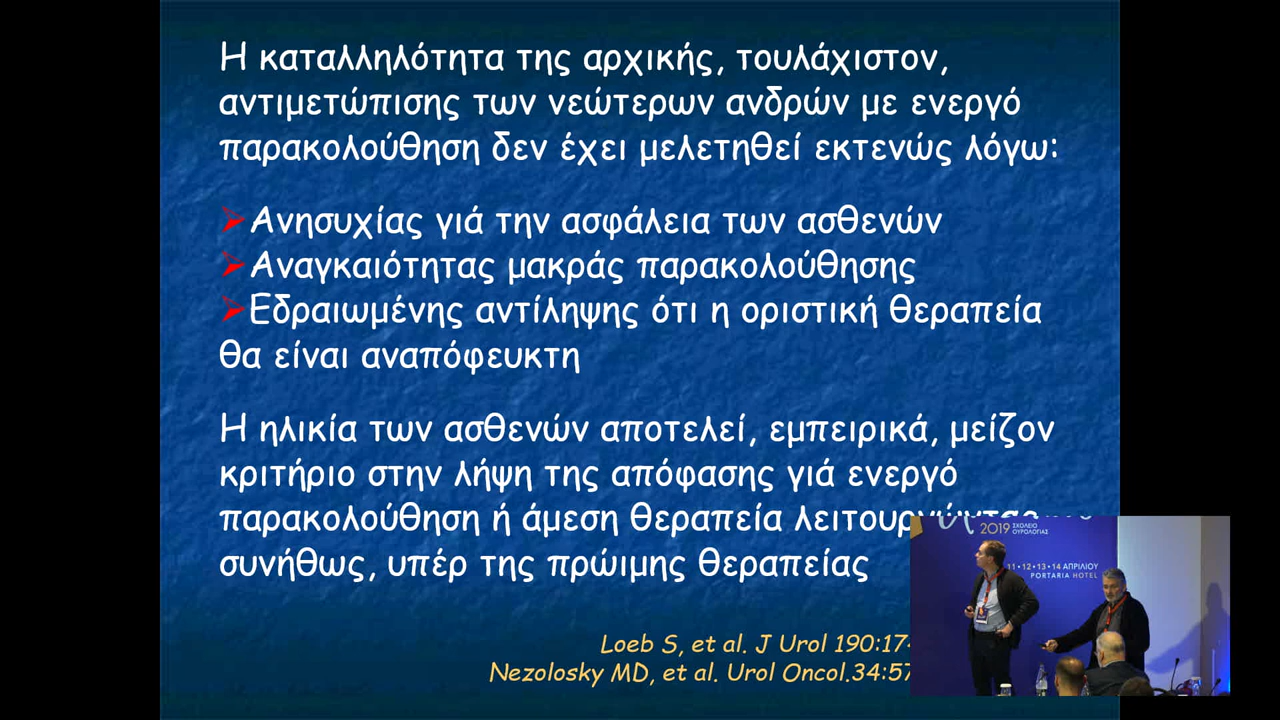 Η καταλληλότητα της αρχικής, τουλάχιστον,
αντιμετώπισης των νεώτερων ανδρών με ενεργό
παρακολούθηση δεν έχει μελετηθεί εκτενώς λόγω:
Ανησυχίας γιά την ασφάλεια των ασθενών
Αναγκαιότητας μακράς παρακολούθησης
Εδραιωμένης αντίληψης ότι η οριστική θεραπεία
θα είναι αναπόφευκτη
Η ηλικία των ασθενών αποτελεί, εμπειρικά, μείζον
κριτήριο στην λήψη της απόφασης γιά ενεργό
παρακολούθηση ή άμεση θεραπεία
συνήθως, υπέρ της πρώιμης θεραπείας
Loeb S, et al. J Urol 190:17
Nezolosky MD, et al. Urol Oncol.34:57
2019 ΣΧΟΛΕΙΟ
ΟΥΡΟΛΟΓΙΑΣ
11•12•13•14 ΑΠΡΙΛΙΟΥ
PORTARIA HOTEL